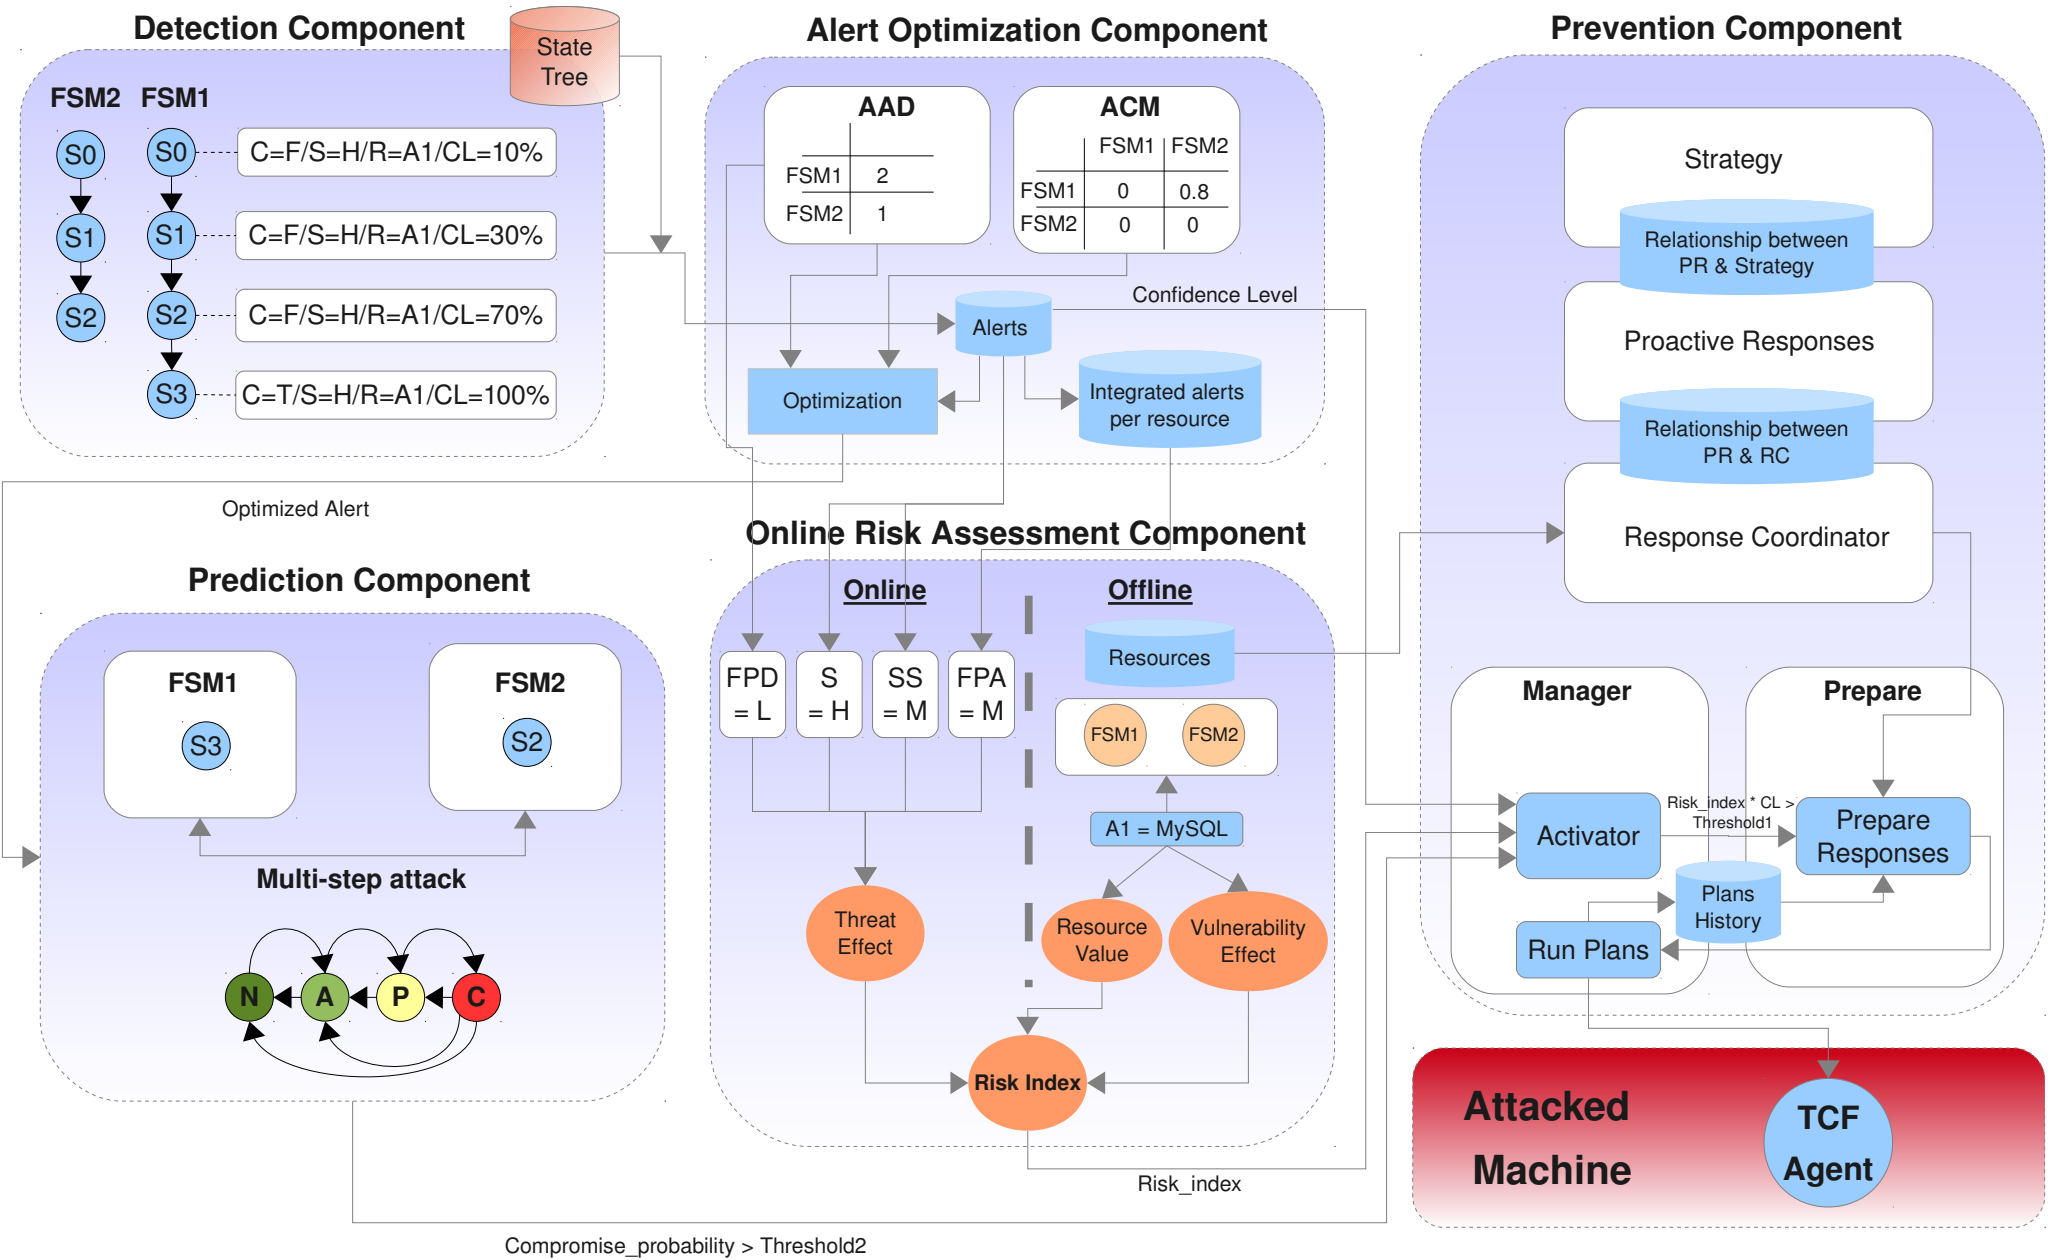 Detection Component
State
Tree
FSM2
FSM1
S0
S1
S2
S0
S1
S2
S3
C=F/S=H/R=A1/CL=10%
C=F/S=H/R=A1/CL=30%
C=F/S=H/R=A1/CL=70%
C=T/S=H/R=A1/CL=100%
Alert Optimization Component
AAD
FSM1 2
FSM2 1
ACM
FSM1 FSM2
FSM1 0 0.8
FSM2 0 0
Confidence Level
Alerts
Optimization
Integrated alerts
per resource
Optimized Alert
Prediction Component
FSM1
S3
FSM2
S2
Multi-step attack
N
A
P
C
Compromise_probability > Threshold2
Online Risk Assessment Component
Online
Offline
FPD
= L
S
= H
SS
= M
FPA
= M
Resources
FSM1
FSM2
A1 = MySQL
Threat
Effect
Resource
Value
Vulnerability
Effect
Risk Index
Risk_index
Prevention Component
Strategy
Relationship between
PR & Strategy
Proactive Responses
Relationship between
PR & RC
Response Coordinator
Manager
Prepare
Activator
Risk_index * CL >
Threshold1
Prepare
Responses
Plans
History
Run Plans
Attacked
Machine
TCF
Agent